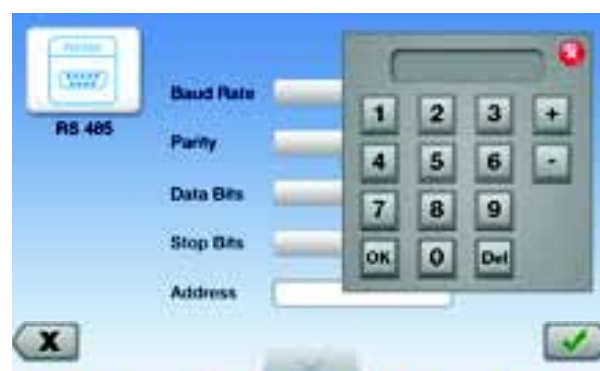 RS 485
Baud Rate
Parity
Data Bits
Stop Bits
Address
1 2 3 +
4 5 6 -
7 8 9
OK 0 Del
X